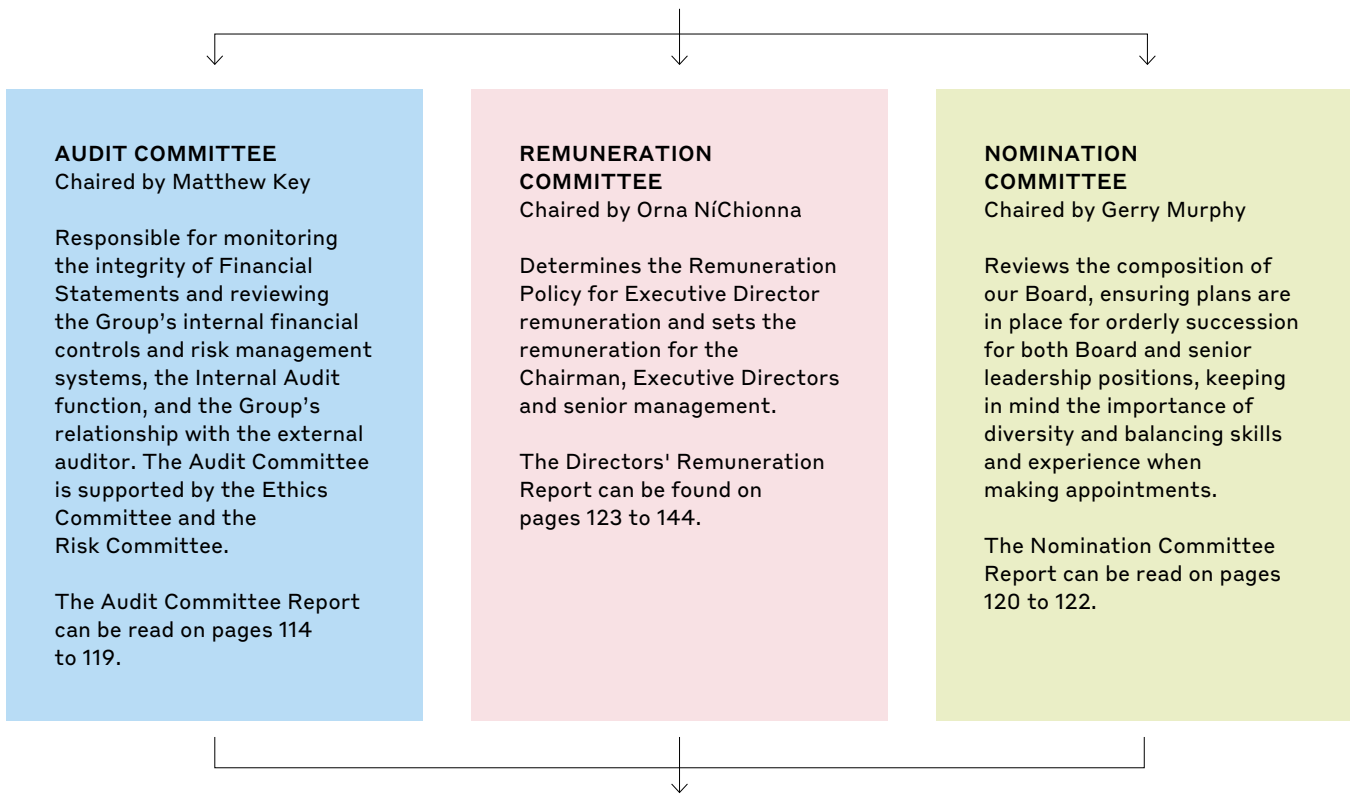 AUDIT COMMITTEE
Chaired by Matthew Key
Responsible for monitoring
the integrity of Financial
Statements and reviewing
the Group’s internal financial
controls and risk management
systems, the Internal Audit
function, and the Group’s
relationship with the external
auditor. The Audit Committee
is supported by the Ethics
Committee and the
Risk Committee.
The Audit Committee Report
can be read on pages 114
to 119.
REMUNERATION
COMMITTEE
Chaired by Orna NíChionna
Determines the Remuneration
Policy for Executive Director
remuneration and sets the
remuneration for the
Chairman, Executive Directors
and senior management.
The Directors' Remuneration
Report can be found on
pages 123 to 144.
NOMINATION
COMMITTEE
Chaired by Gerry Murphy
Reviews the composition of
our Board, ensuring plans are
in place for orderly succession
for both Board and senior
leadership positions, keeping
in mind the importance of
diversity and balancing skills
and experience when
making appointments.
The Nomination Committee
Report can be read on pages
120 to 122.